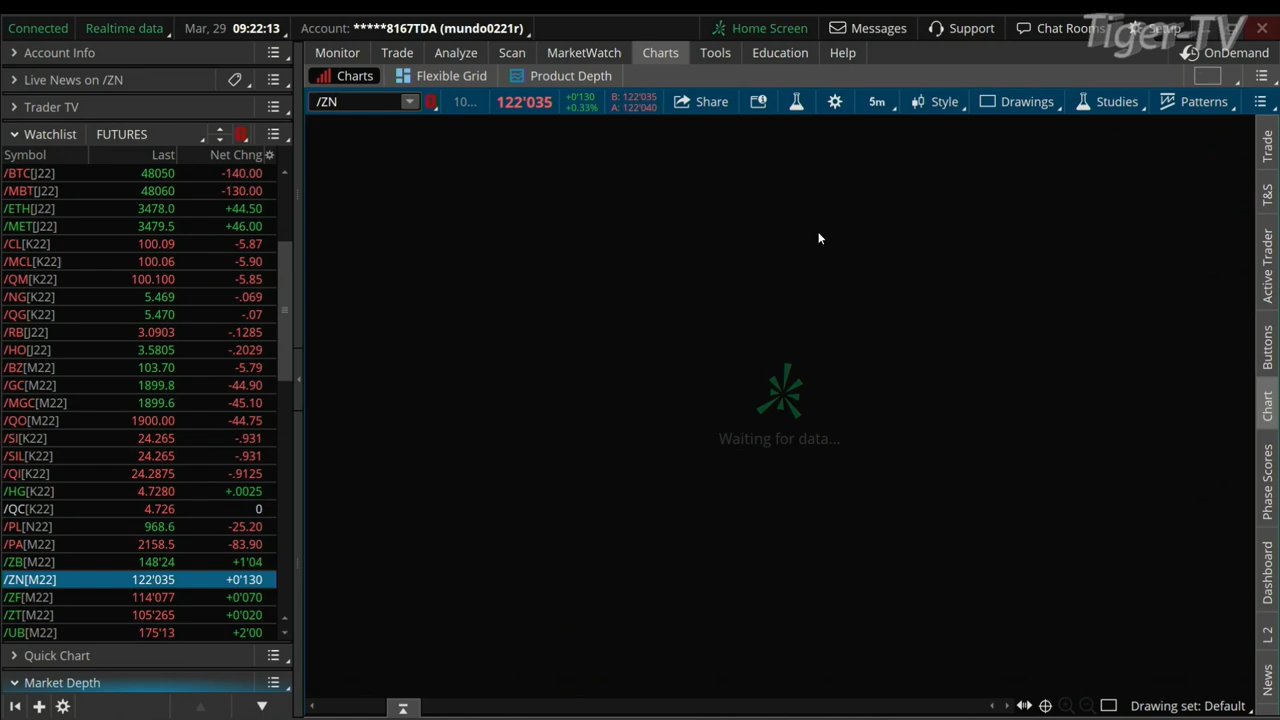 Connected Realtime data Mar, 29 09:22:13 Account: *****8167TDA (mundo0221r) Home Screen Messages Support Chat Rooms Setup
Tiger-TV
Account Info Monitor Trade Analyze Scan MarketWatch Charts Tools Education Help OnDemand
Live News on /ZN Charts Flexible Grid Product Depth
Trader TV /ZN 10... 122'035 +0'130 +0.33% B: 122'035 A: 122'040 Share 5m Style Drawings Studies Patterns
Watchlist FUTURES
Symbol Last Net Chng
/BTC[J22] 48050 -140.00
/MBT[J22] 48060 -130.00
/ETH[J22] 3478.0 +44.50
/MET[J22] 3479.5 +46.00
/CL[K22] 100.09 -5.87
/MCL[K22] 100.06 -5.90
/QM[K22] 100.100 -5.85
/NG[K22] 5.469 -.069
/QG[K22] 5.470 -.07
/RB[J22] 3.0903 -.1285
/HO[J22] 3.5805 -.2029
/BZ[M22] 103.70 -5.79
/GC[M22] 1899.8 -44.90
/MGC[M22] 1899.6 -45.10
/QO[M22] 1900.00 -44.75
/SI[K22] 24.265 -.931
/SIL[K22] 24.265 -.931
/QI[K22] 24.2875 -.9125
/HG[K22] 4.7280 +.0025
/QC[K22] 4.726 0
/PL[N22] 968.6 -25.20
/PA[M22] 2158.5 -83.90
/ZB[M22] 148'24 +1'04
/ZN[M22] 122'035 +0'130
/ZF[M22] 114'077 +0'070
/ZT[M22] 105'265 +0'020
/UB[M22] 175'13 +2'00
Quick Chart
Market Depth
Waiting for data...
Drawing set: Default
Trade
T&S
Active Trader
Buttons
Chart
Phase Scores
Dashboard
L 2
News